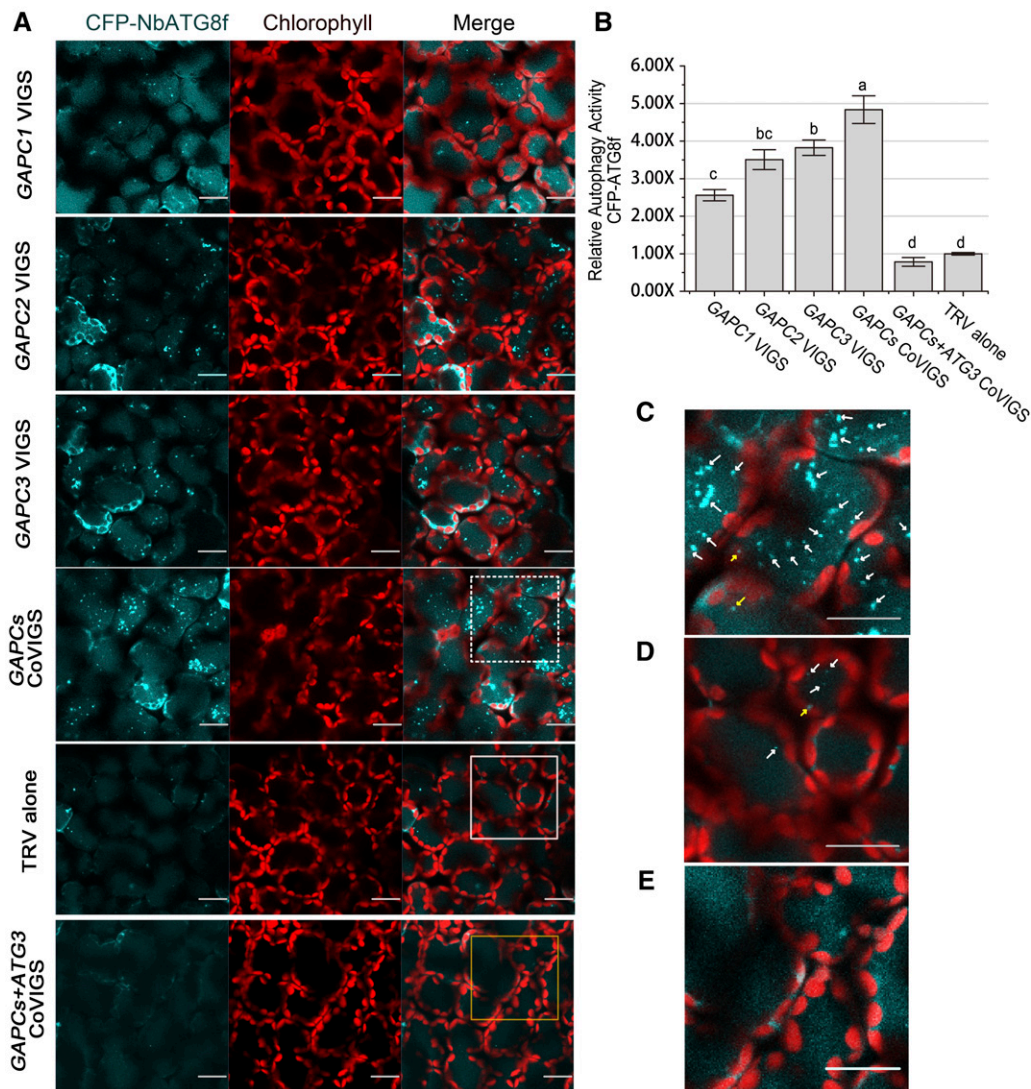 A
CFP-NbATG8f
Chlorophyll
Merge
GAPC1 VIGS
GAPC2 VIGS
GAPC3 VIGS
GAPCs
CoVIGS
TRV alone
GAPCs+ATG3
CoVIGS
B
Relative Autophagy Activity
CFP-ATG8f
6.00X
5.00X
4.00X
3.00X
2.00X
1.00X
0.00X
c
bc
b
a
d
d
GAPC1 VIGS
GAPC2 VIGS
GAPC3 VIGS
GAPCs CoVIGS
GAPCs+ATG3 CoVIGS
TRV alone
C
D
E